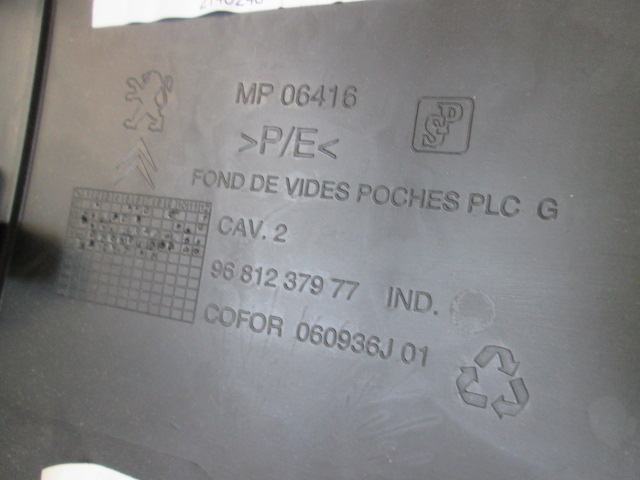 MP 06416
>P/E<
FOND DE VIDES POCHES PLC G
CAV. 2
96 812 379 77 IND.
COFOR 060936J 01